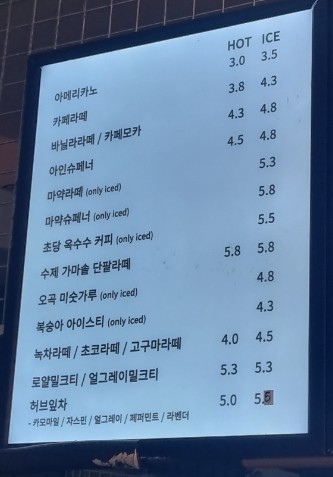 HOT ICE
아메리카노 3.0 3.5
카페라떼 3.8 4.3
바닐라라떼 / 카페모카 4.3 4.8
아인슈페너 4.5 4.8
마약라떼 (only iced) 5.3
마약슈페너 (only iced) 5.8
초당 옥수수 커피 (only iced) 5.5
수제 가마솥 단팥라떼 5.8 5.8
오곡 미숫가루 (only iced) 4.8
복숭아 아이스티 (only iced) 4.3
녹차라떼 / 초코라떼 / 고구마라떼 4.0 4.5
로얄밀크티 / 얼그레이밀크티 5.3 5.3
허브잎차 5.0 5.5
- 카모마일 / 자스민 / 얼그레이 / 페퍼민트 / 라벤더